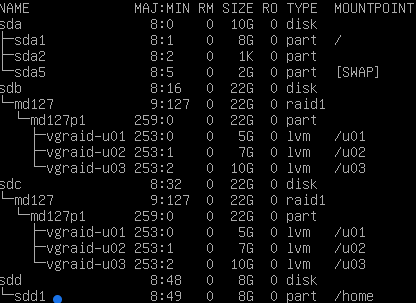 NAME MAJ:MIN RM SIZE RO TYPE MOUNTPOINT
sda 8:0 0 10G 0 disk
├─sda1 8:1 0 8G 0 part /
├─sda2 8:2 0 1K 0 part
└─sda5 8:5 0 2G 0 part [SWAP]
sdb 8:16 0 22G 0 disk
└─md127 9:127 0 22G 0 raid1
└─md127p1 259:0 0 22G 0 part
├─vgraid-u01 253:0 0 5G 0 lvm /u01
├─vgraid-u02 253:1 0 7G 0 lvm /u02
└─vgraid-u03 253:2 0 10G 0 lvm /u03
sdc 8:32 0 22G 0 disk
└─md127 9:127 0 22G 0 raid1
└─md127p1 259:0 0 22G 0 part
├─vgraid-u01 253:0 0 5G 0 lvm /u01
├─vgraid-u02 253:1 0 7G 0 lvm /u02
└─vgraid-u03 253:2 0 10G 0 lvm /u03
sdd 8:48 0 8G 0 disk
└─sdd1 8:49 0 8G 0 part /home